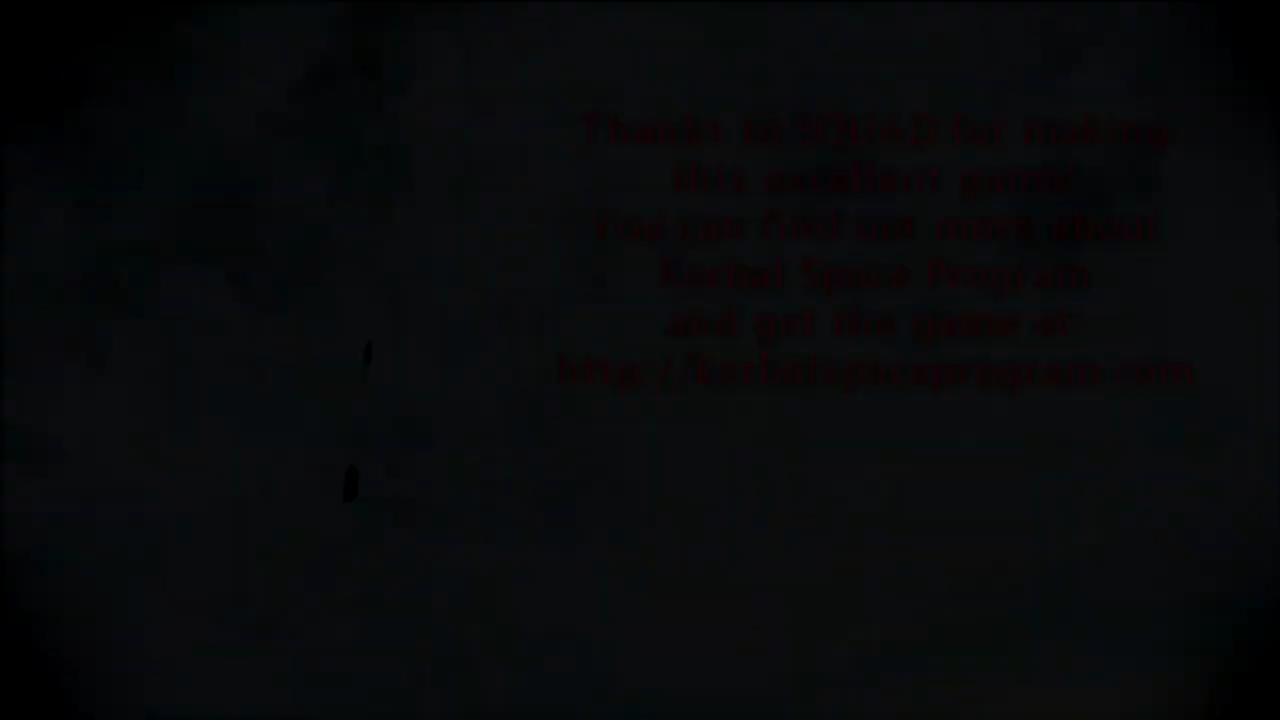 Thanks to SQUAD for making
this excellent game!
You can find out more about
Kerbal Space Program
and get the game at
http://kerbalspaceprogram.com